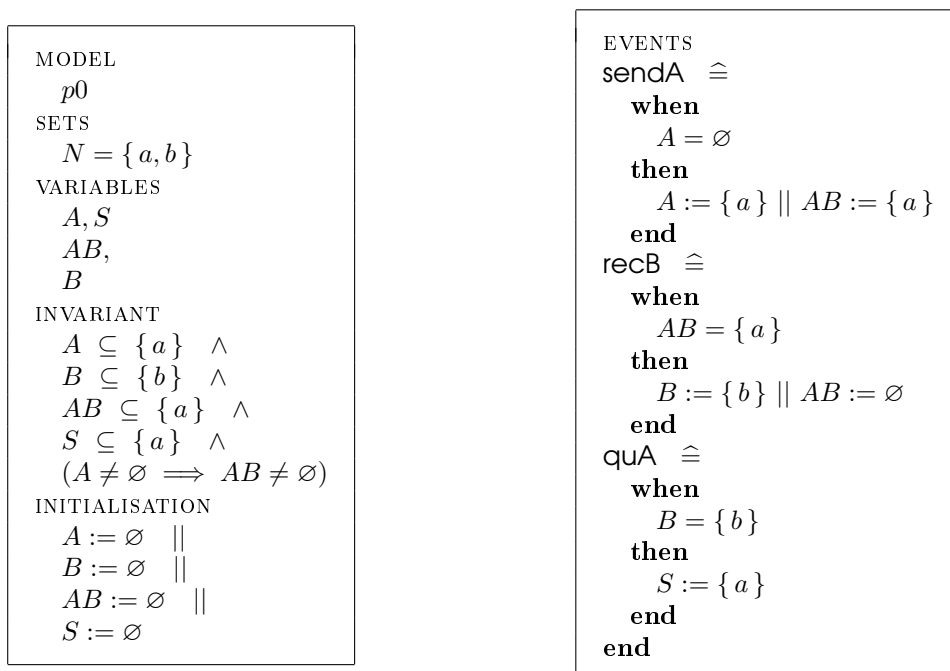 MODEL
p0
SETS
N = { a, b }
VARIABLES
A, S
AB,
B
INVARIANT
A ⊆ { a } ∧
B ⊆ { b } ∧
AB ⊆ { a } ∧
S ⊆ { a } ∧
(A ≠ ∅ ⟹ AB ≠ ∅)
INITIALISATION
A := ∅ ||
B := ∅ ||
AB := ∅ ||
S := ∅
EVENTS
sendA ≙
when
A = ∅
then
A := { a } || AB := { a }
end
recB ≙
when
AB = { a }
then
B := { b } || AB := ∅
end
quA ≙
when
B = { b }
then
S := { a }
end
end